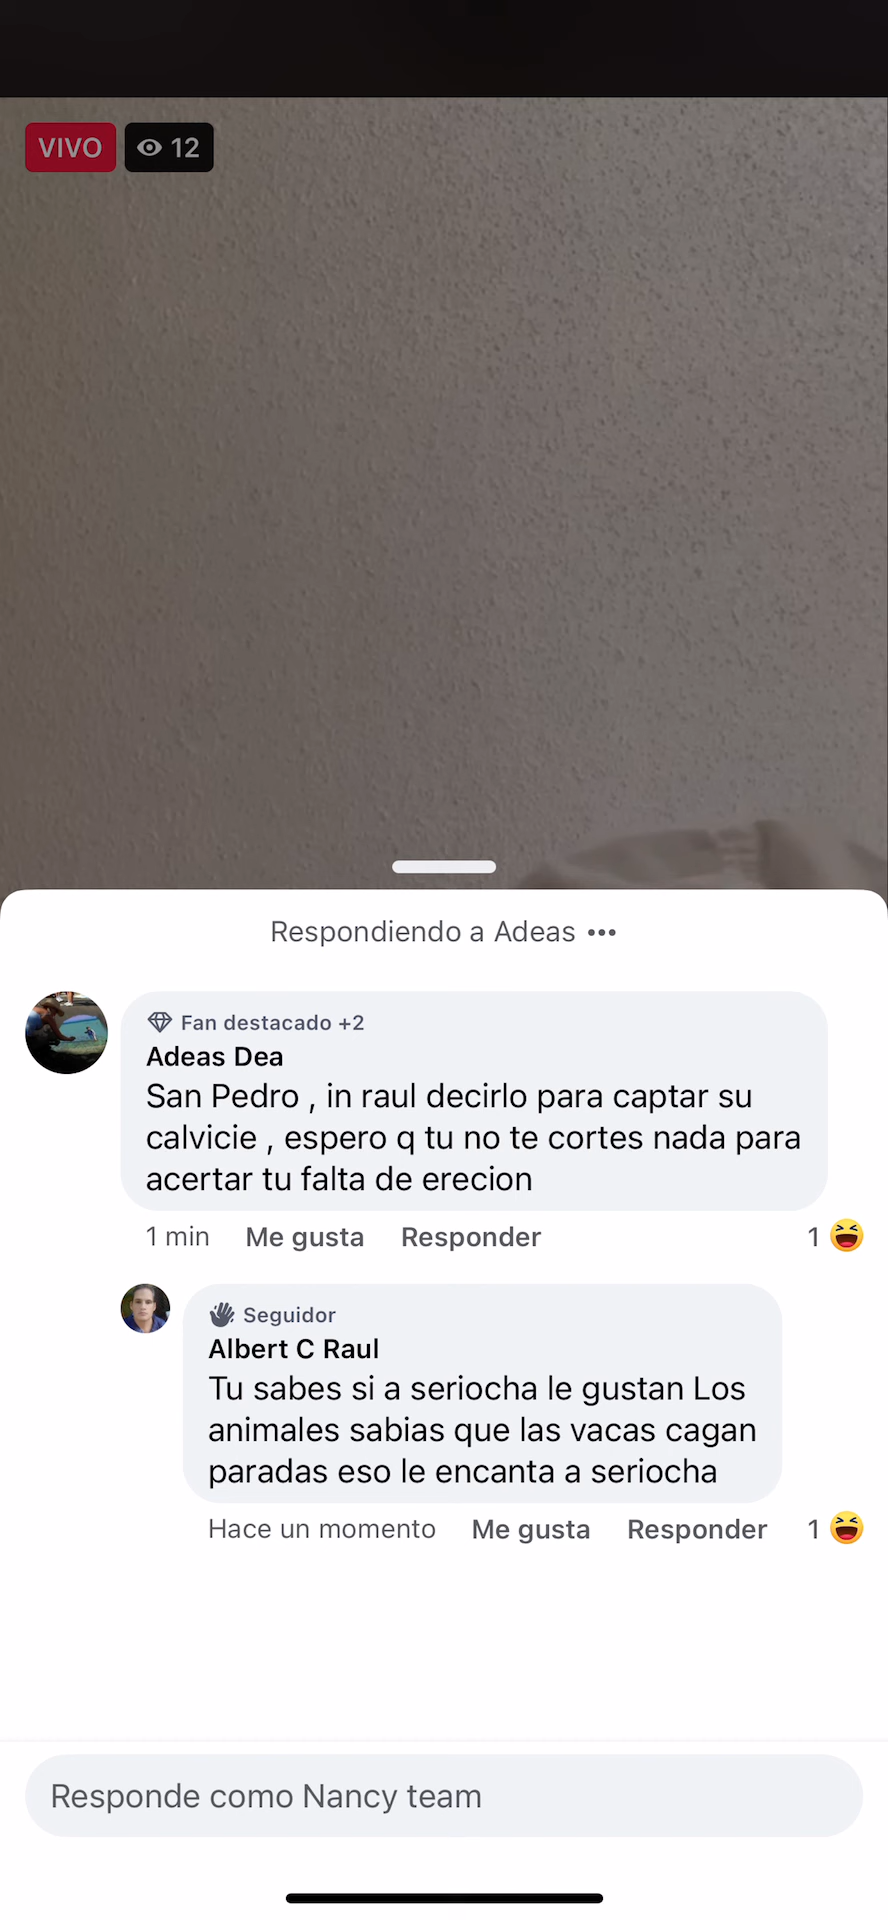 VIVO 12
Respondiendo a Adeas •••
Fan destacado +2
Adeas Dea
San Pedro , in raul decirlo para captar su
calvicie , espero q tu no te cortes nada para
acertar tu falta de erecion
1 min Me gusta Responder 1
Seguidor
Albert C Raul
Tu sabes si a seriocha le gustan Los
animales sabias que las vacas cagan
paradas eso le encanta a seriocha
Hace un momento Me gusta Responder 1
Responde como Nancy team